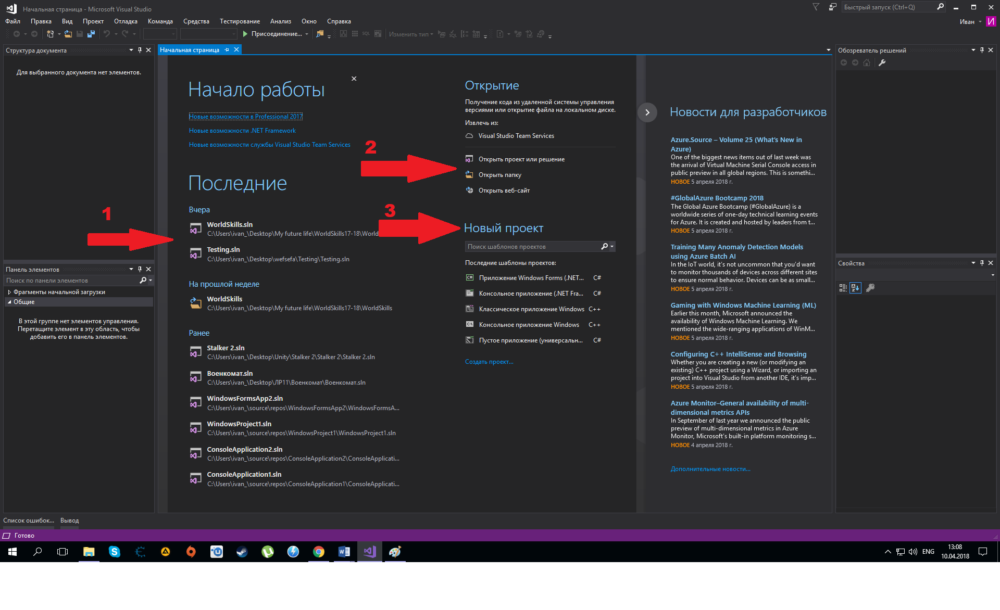 Начальная страница - Microsoft Visual Studio
Быстрый запуск (Ctrl+Q)
Файл Правка Вид Проект Отладка Команда Средства Тестирование Анализ Окно Справка
Иван И
Присоединение... SQL Изменить тип
Структура документа
Для выбранного документа нет элементов.
Панель элементов
Поиск по панели элементов
Фрагменты начальной загрузки
Общие
В этой группе нет элементов управления.
Перетащите элемент в эту область, чтобы
добавить его в панель элементов.
1
Начальная страница
Начало работы
Новые возможности в Professional 2017
Новые возможности .NET Framework
Новые возможности службы Visual Studio Team Services
Последние
Вчера
WorldSkills.sln
C:\Users\ivan_\Desktop\My future life\WorldSkills17-18\World
Testing.sln
C:\Users\ivan_\Desktop\wefsefa\Testing\Testing.sln
На прошлой неделе
WorldSkills
C:\Users\ivan_\Desktop\My future life\WorldSkills17-18\WorldSkills
Ранее
Stalker 2.sln
C:\Users\ivan_\Desktop\Unity\Stalker 2\Stalker 2\Stalker 2.sln
Военкомат.sln
C:\Users\ivan_\Desktop\ЛР11\Военкомат\Военкомат.sln
WindowsFormsApp2.sln
C:\Users\ivan_\source\repos\WindowsFormsApp2\WindowsFormsA...
WindowsProject1.sln
C:\Users\ivan_\source\repos\WindowsProject1\WindowsProject1.sln
ConsoleApplication2.sln
C:\Users\ivan_\source\repos\ConsoleApplication2\ConsoleApplicati...
ConsoleApplication1.sln
C:\Users\ivan_\source\repos\ConsoleApplication1\ConsoleApplicati...
2
Открытие
Получение кода из удаленной системы управления
версиями или открытие файла на локальном диске.
Извлечь из:
Visual Studio Team Services
Открыть проект или решение
Открыть папку
Открыть веб-сайт
3
Новый проект
Поиск шаблонов проектов
Последние шаблоны проектов:
Приложение Windows Forms (.NET... C#
Консольное приложение (.NET Fra... C#
Классическое приложение Windows C++
Консольное приложение Windows C++
Пустое приложение (универсальн... C#
Создать проект...
Новости для разработчиков
Azure.Source – Volume 25 (What's New in
Azure)
One of the biggest news items out of last week was
the arrival of Virtual Machine Serial Console access in
public preview in all global regions. This is somethi...
НОВОЕ 5 апреля 2018 г.
#GlobalAzure Bootcamp 2018
The Global Azure Bootcamp (#GlobalAzure) is a
worldwide series of one-day technical learning events
for Azure. It is created and hosted by leaders from t...
НОВОЕ 5 апреля 2018 г.
Training Many Anomaly Detection Models
using Azure Batch AI
In the IoT world, it's not uncommon that you'd want
to monitor thousands of devices across different sites
to ensure normal behavior. Devices can be as small...
НОВОЕ 5 апреля 2018 г.
Gaming with Windows Machine Learning (ML)
Earlier this month, Microsoft announced the
availability of Windows Machine Learning. We
mentioned the wide-ranging applications of WinM...
НОВОЕ 5 апреля 2018 г.
Configuring C++ IntelliSense and Browsing
Whether you are creating a new (or modifying an
existing) C++ project using a Wizard, or importing an
project into Visual Studio from another IDE, it's imp...
НОВОЕ 5 апреля 2018 г.
Azure Monitor–General availability of multi-
dimensional metrics APIs
In September of last year we announced the public
preview of multi-dimensional metrics in Azure
Monitor, Microsoft's built-in platform monitoring s...
НОВОЕ 4 апреля 2018 г.
Дополнительные новости...
Обозреватель решений
Свойства
Список ошибок... Вывод
Готово
ENG
13:08
10.04.2018